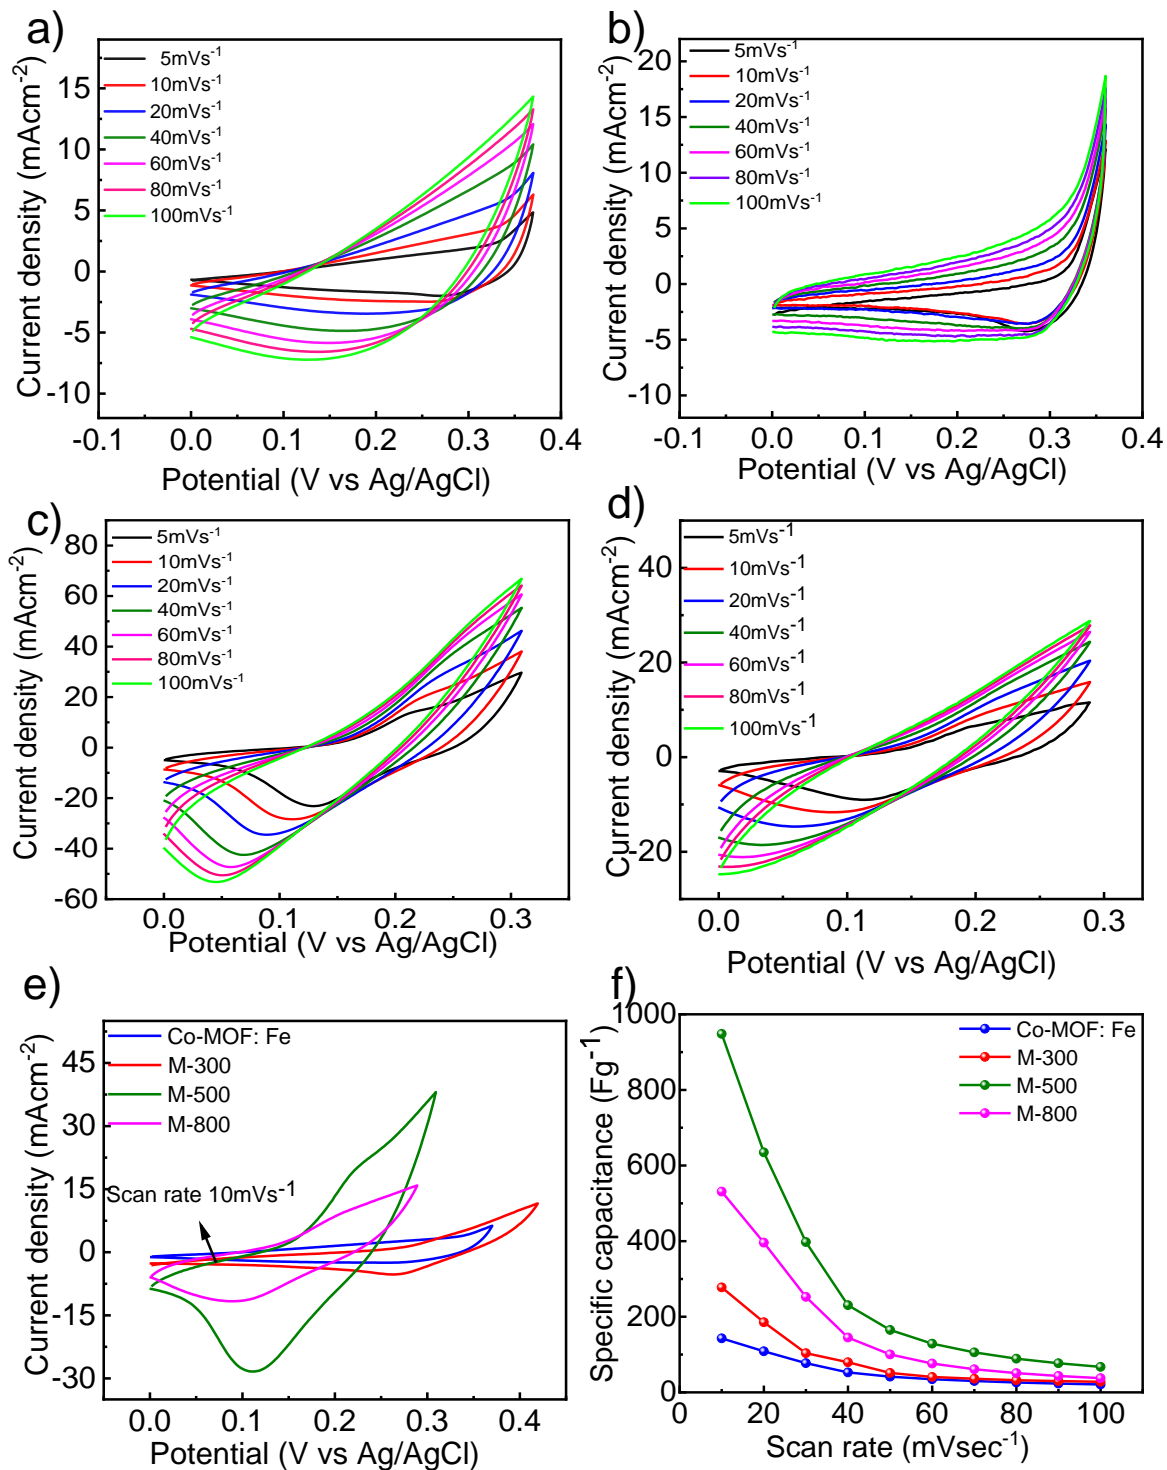 a)
5mVs⁻¹
10mVs⁻¹
20mVs⁻¹
40mVs⁻¹
60mVs⁻¹
80mVs⁻¹
100mVs⁻¹
15
10
5
0
-5
-10
-0.1 0.0 0.1 0.2 0.3 0.4
Current density (mAcm⁻²)
Potential (V vs Ag/AgCl)
b)
5mVs⁻¹
10mVs⁻¹
20mVs⁻¹
40mVs⁻¹
60mVs⁻¹
80mVs⁻¹
100mVs⁻¹
20
15
10
5
0
-5
-10
-0.1 0.0 0.1 0.2 0.3 0.4
Current density (mAcm⁻²)
Potential (V vs Ag/AgCl)
c)
5mVs⁻¹
10mVs⁻¹
20mVs⁻¹
40mVs⁻¹
60mVs⁻¹
80mVs⁻¹
100mVs⁻¹
80
60
40
20
0
-20
-40
-60
0.0 0.1 0.2 0.3
Current density (mAcm⁻²)
Potential (V vs Ag/AgCl)
d)
5mVs⁻¹
10mVs⁻¹
20mVs⁻¹
40mVs⁻¹
60mVs⁻¹
80mVs⁻¹
100mVs⁻¹
40
20
0
-20
0.0 0.1 0.2 0.3
Current density (mAcm⁻²)
Potential (V vs Ag/AgCl)
e)
Co-MOF: Fe
M-300
M-500
M-800
Scan rate 10mVs⁻¹
45
30
15
0
-15
-30
0.0 0.1 0.2 0.3 0.4
Current density (mAcm⁻²)
Potential (V vs Ag/AgCl)
f)
Co-MOF: Fe
M-300
M-500
M-800
1000
800
600
400
200
0
0 20 40 60 80 100
Specific capacitance (Fg⁻¹)
Scan rate (mVsec⁻¹)